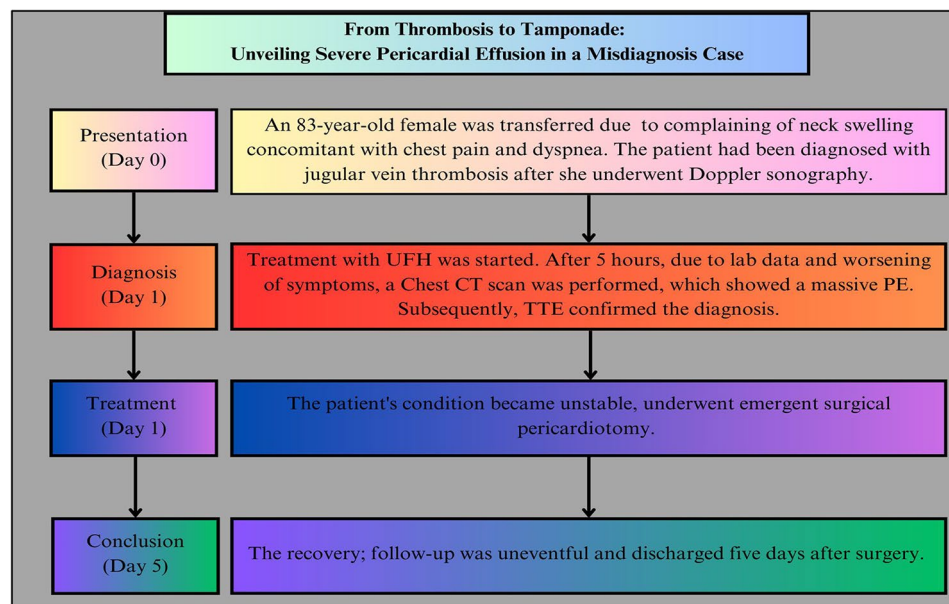 From Thrombosis to Tamponade:
Unveiling Severe Pericardial Effusion in a Misdiagnosis Case
Presentation
(Day 0)
An 83-year-old female was transferred due to complaining of neck swelling
concomitant with chest pain and dyspnea. The patient had been diagnosed with
jugular vein thrombosis after she underwent Doppler sonography.
Diagnosis
(Day 1)
Treatment with UFH was started. After 5 hours, due to lab data and worsening
of symptoms, a Chest CT scan was performed, which showed a massive PE.
Subsequently, TTE confirmed the diagnosis.
Treatment
(Day 1)
The patient's condition became unstable, underwent emergent surgical
pericardiotomy.
Conclusion
(Day 5)
The recovery; follow-up was uneventful and discharged five days after surgery.